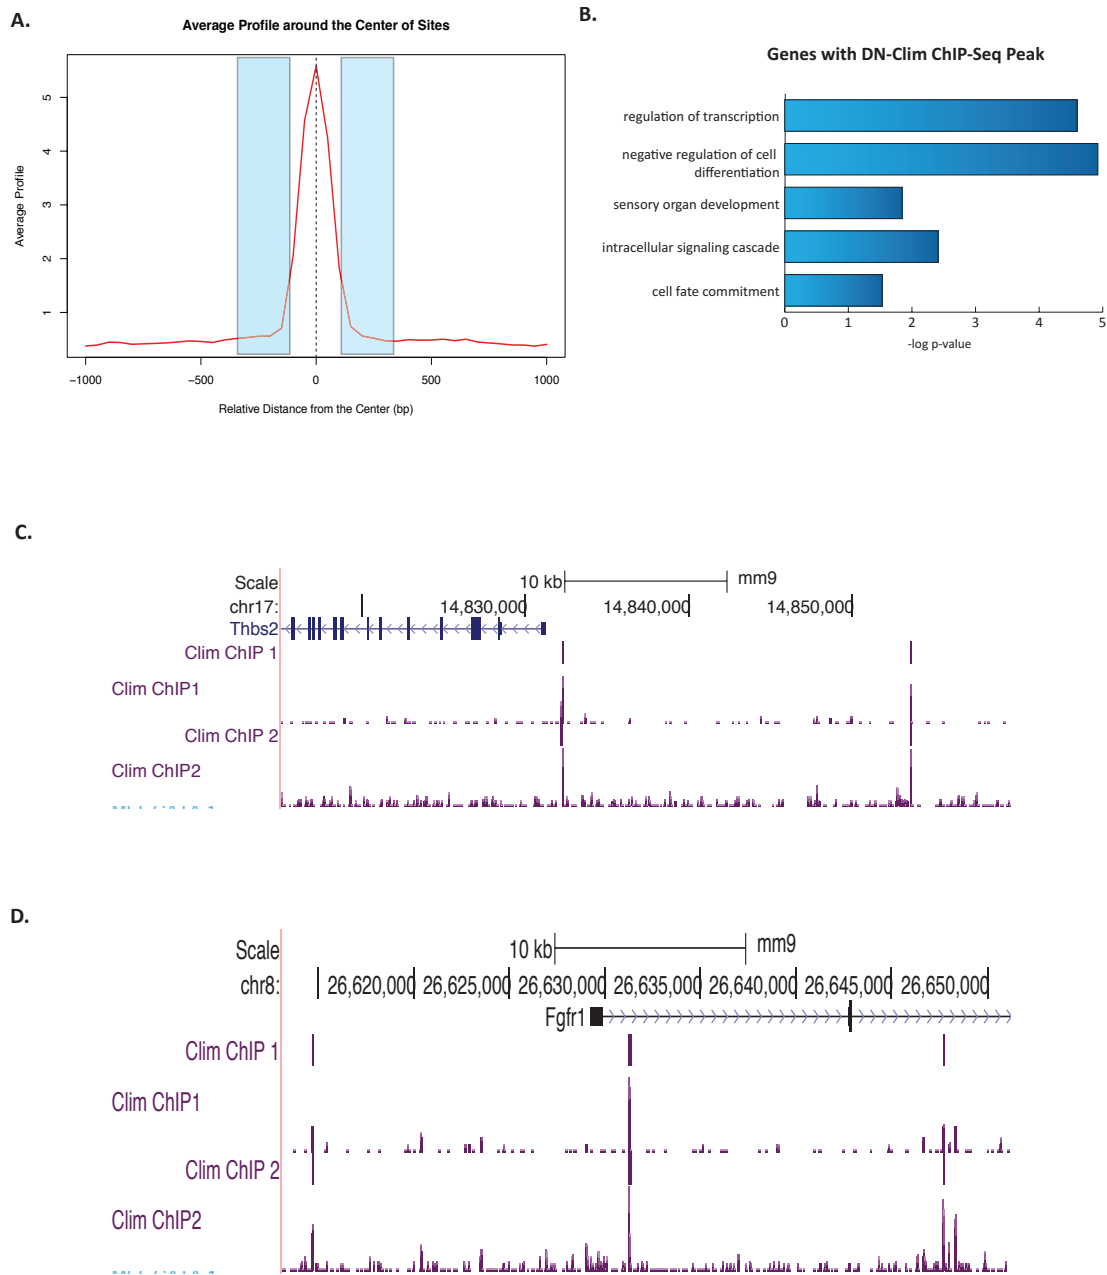 A.
Average Profile around the Center of Sites
Average Profile
5
4
3
2
1
−1000
−500
0
500
1000
Relative Distance from the Center (bp)
B.
Genes with DN-Clim ChIP-Seq Peak
regulation of transcription
negative regulation of cell
differentiation
sensory organ development
intracellular signaling cascade
cell fate commitment
0 1 2 3 4 5
-log p-value
C.
Scale 10 kb mm9
chr17: 14,830,000 14,840,000 14,850,000
Thbs2
Clim ChIP 1
Clim ChIP1
Clim ChIP 2
Clim ChIP2
D.
Scale 10 kb mm9
chr8: 26,620,000 26,625,000 26,630,000 26,635,000 26,640,000 26,645,000 26,650,000
Fgfr1
Clim ChIP 1
Clim ChIP1
Clim ChIP 2
Clim ChIP2